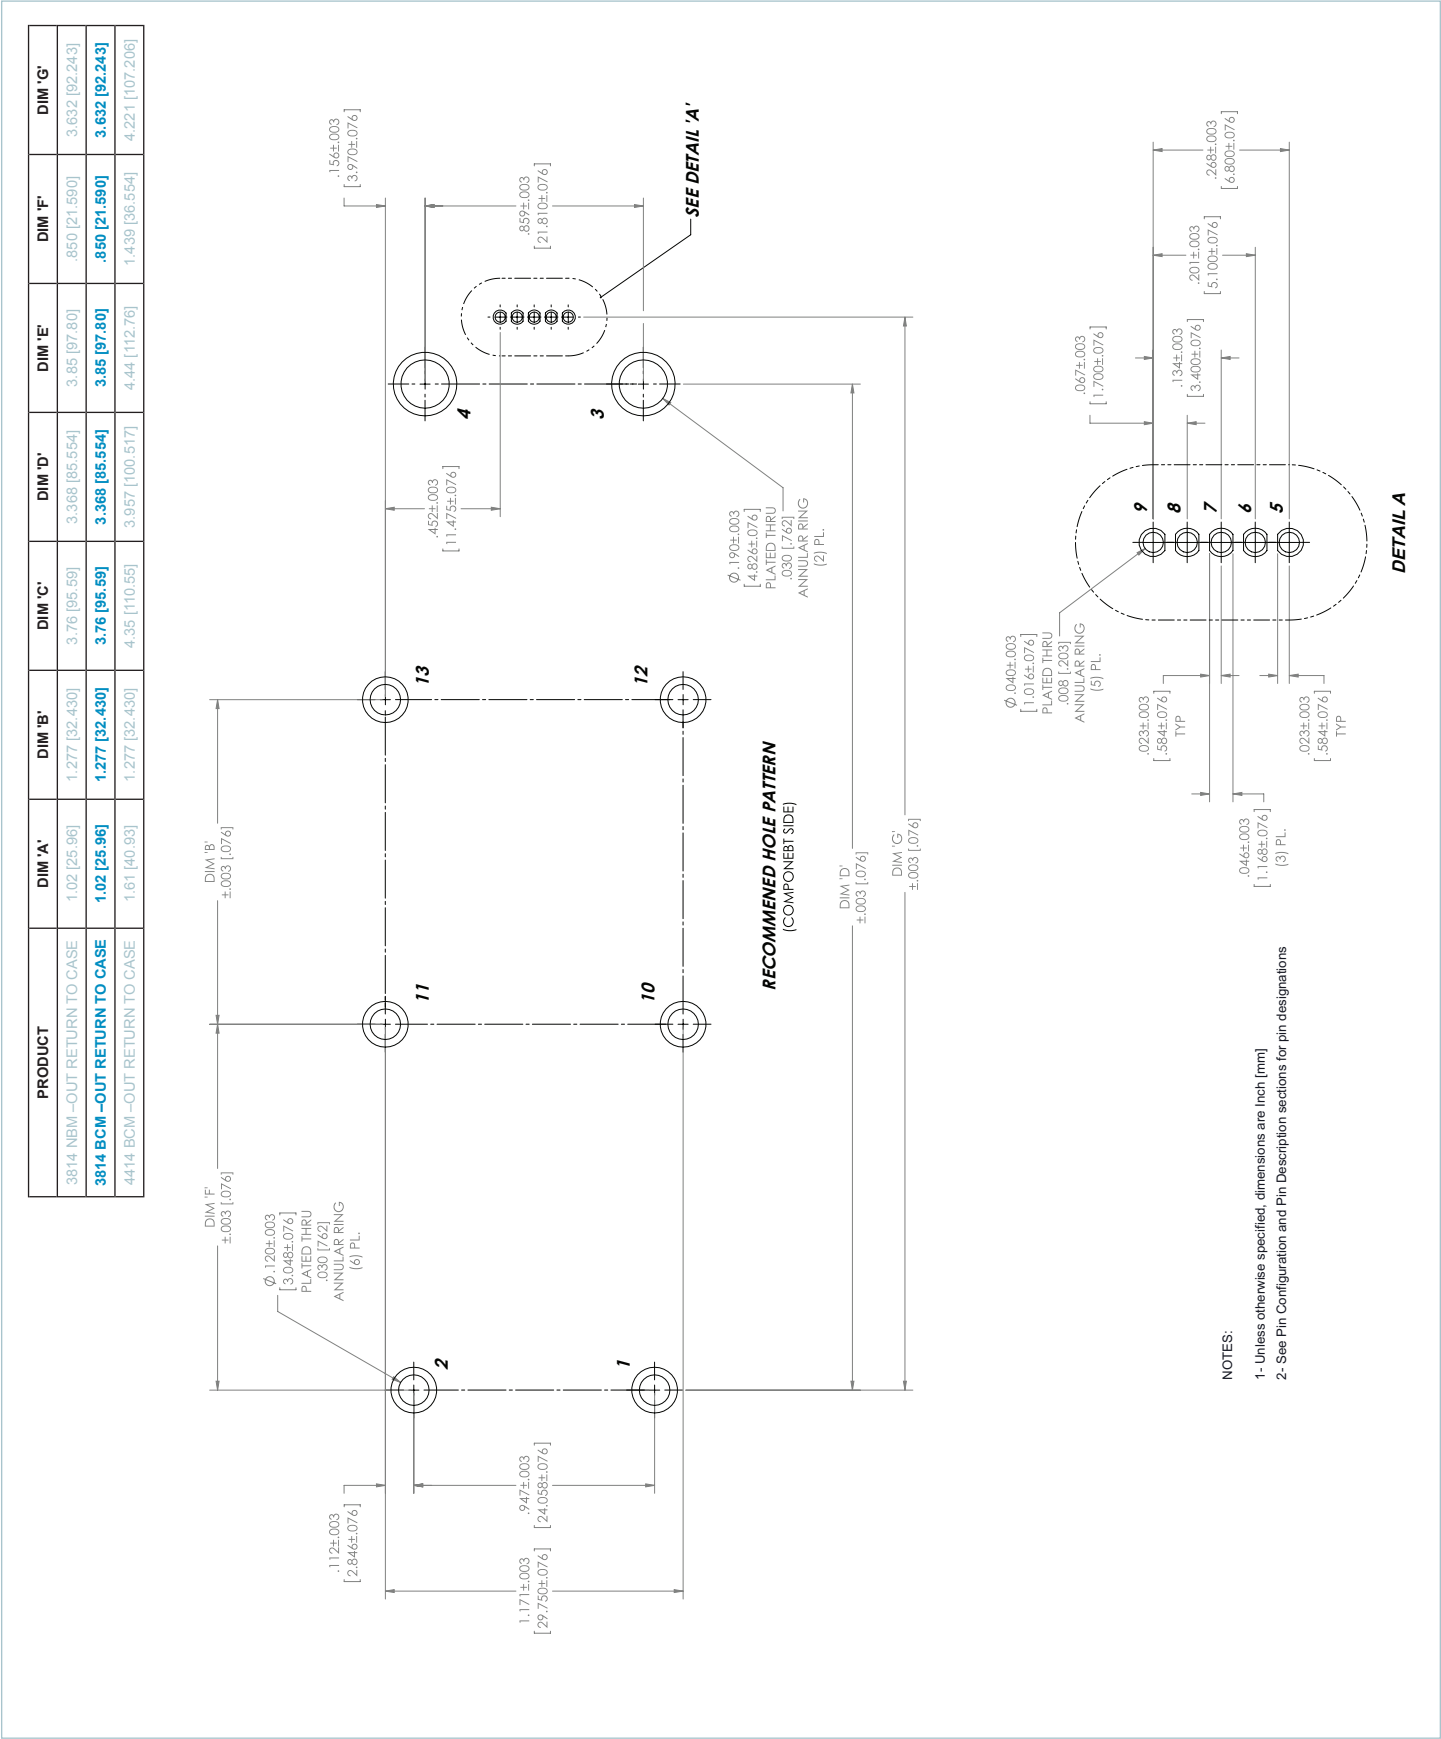 PRODUCT DIM 'A' DIM 'B' DIM 'C' DIM 'D' DIM 'E' DIM 'F' DIM 'G'
3814 NBM –OUT RETURN TO CASE 1.02 [25.96] 1.277 [32.430] 3.76 [95.59] 3.368 [85.554] 3.85 [97.80] .850 [21.590] 3.632 [92.243]
3814 BCM –OUT RETURN TO CASE 1.02 [25.96] 1.277 [32.430] 3.76 [95.59] 3.368 [85.554] 3.85 [97.80] .850 [21.590] 3.632 [92.243]
4414 BCM –OUT RETURN TO CASE 1.61 [40.93] 1.277 [32.430] 4.35 [110.55] 3.957 [100.517] 4.44 [112.76] 1.439 [36.554] 4.221 [107.206]
DIM 'F'
±.003 [.076]
DIM 'B'
±.003 [.076]
Ø .120±.003
[3.048±.076]
PLATED THRU
.030 [762]
ANNULAR RING
(6) PL.
.112±.003
[2.846±.076]
.947±.003
[24.058±.076]
1.171±.003
[29.750±.076]
2
1
11
10
13
12
.452±.003
[11.475±.076]
.156±.003
[3.970±.076]
.859±.003
[21.810±.076]
4
3
SEE DETAIL 'A'
Ø .190±.003
[4.826±.076]
PLATED THRU
.030 [.762]
ANNULAR RING
(2) PL.
RECOMMENED HOLE PATTERN
(COMPONEBT SIDE)
DIM 'D'
±.003 [.076]
DIM 'G'
±.003 [.076]
Ø .040±.003
[1.016±.076]
PLATED THRU
.008 [.203]
ANNULAR RING
(5) PL.
.067±.003
[1.700±.076]
.134±.003
[3.400±.076]
.201±.003
[5.100±.076]
.268±.003
[6.800±.076]
9
8
7
6
5
.023±.003
[.584±.076]
TYP
.046±.003
[1.168±.076]
(3) PL.
.023±.003
[.584±.076]
TYP
DETAIL A
NOTES:
1- Unless otherwise specified, dimensions are Inch [mm]
2- See Pin Configuration and Pin Description sections for pin designations